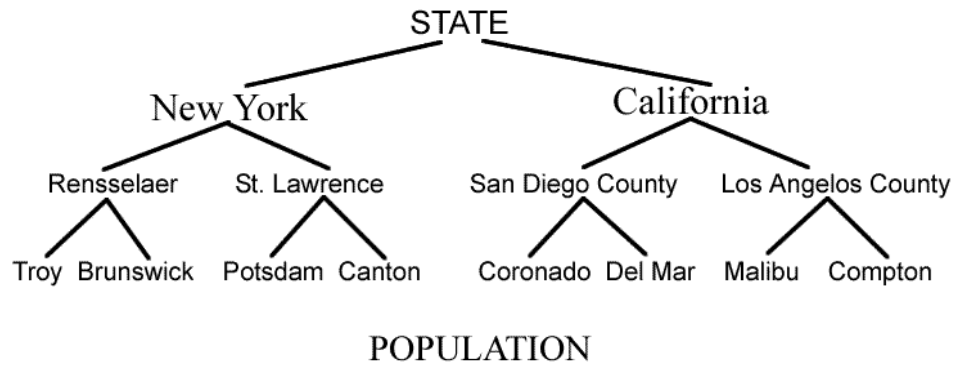 STATE
New York California
Rensselaer St. Lawrence San Diego County Los Angelos County
Troy Brunswick Potsdam Canton Coronado Del Mar Malibu Compton
POPULATION